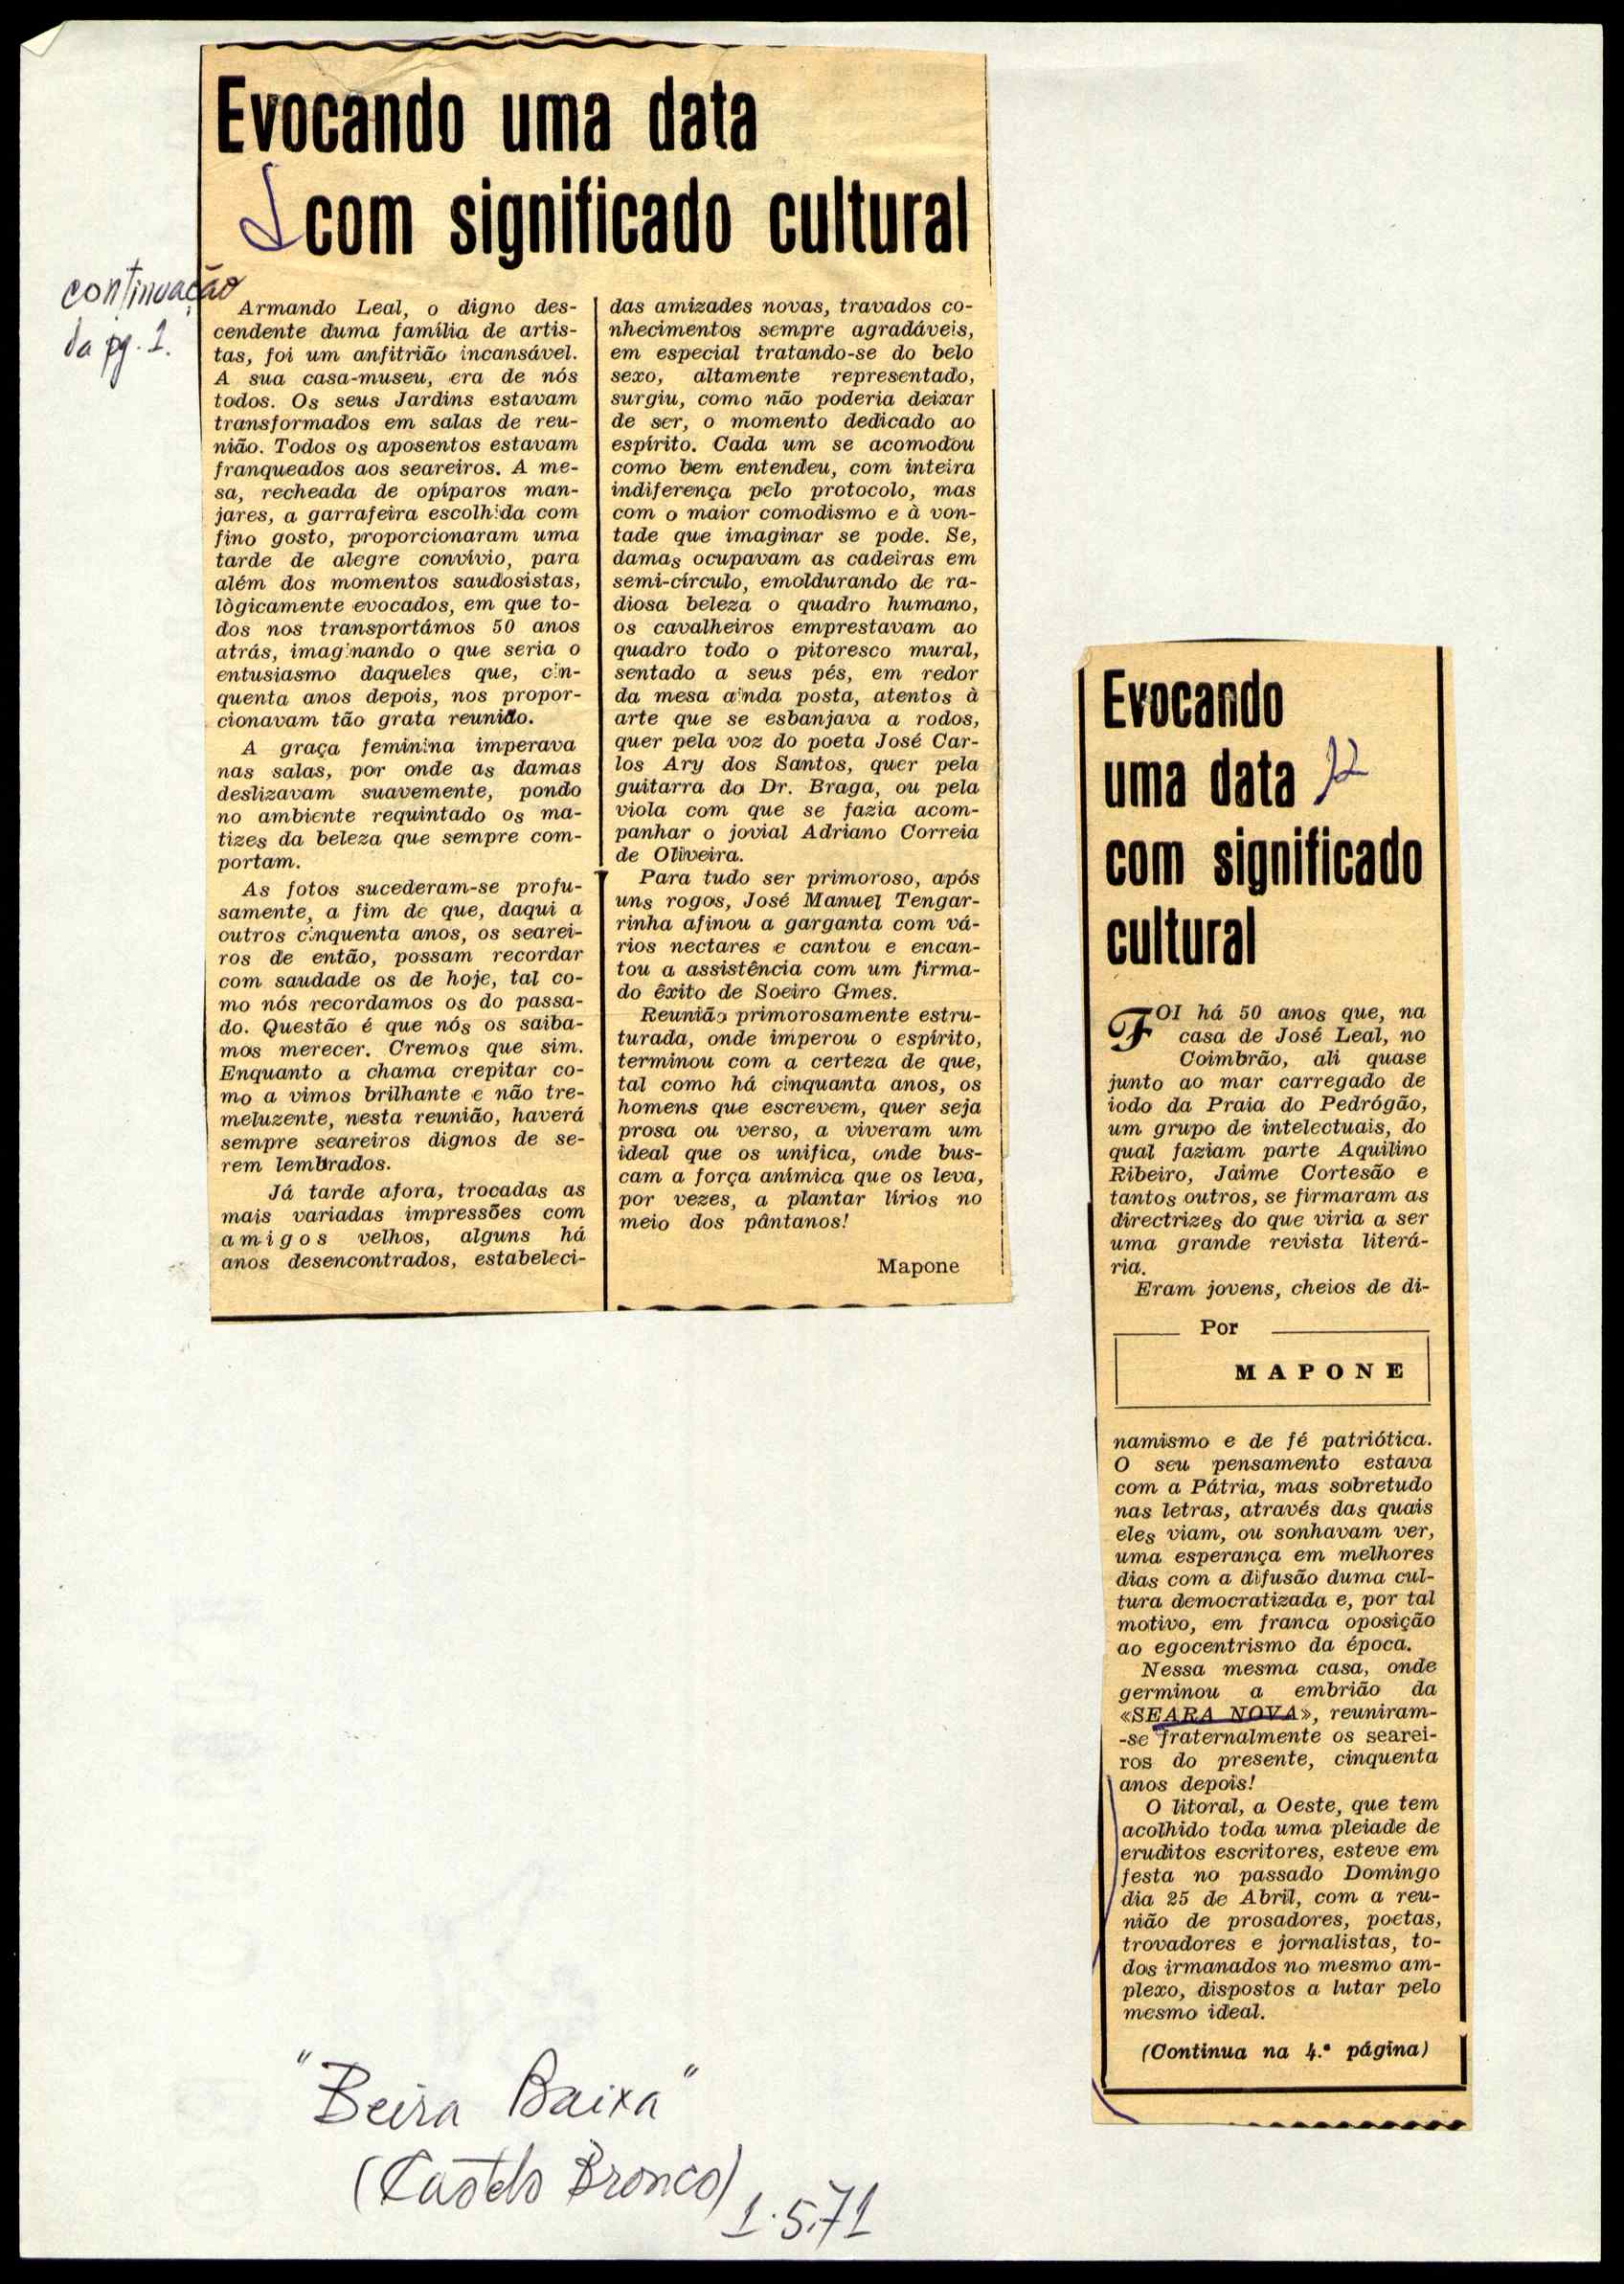 Evocando uma data
com significado cultural
continuação
da pg. 1.
Armando Leal, o digno des-
cendente duma família de artis-
tas, foi um anfitrião incansável.
A sua casa-museu, era de nós
todos. Os seus Jardins estavam
transformados em salas de reu-
nião. Todos os aposentos estavam
franqueados aos seareiros. A me-
sa, recheada de opíparos man-
jares, a garrafeira escolhida com
fino gosto, proporcionaram uma
tarde de alegre convívio, para
além dos momentos saudosistas,
lògicamente evocados, em que to-
dos nos transportámos 50 anos
atrás, imaginando o que seria o
entusiasmo daqueles que, cin-
quenta anos depois, nos propor-
cionavam tão grata reunião.
A graça feminina imperava
nas salas, por onde as damas
deslizavam suavemente, pondo
no ambiente requintado os ma-
tizes da beleza que sempre com-
portam.
As fotos sucederam-se profu-
samente, a fim de que, daqui a
outros cinquenta anos, os searei-
ros de então, possam recordar
com saudade os de hoje, tal co-
mo nós recordamos os do passa-
do. Questão é que nós os saiba-
mos merecer. Cremos que sim.
Enquanto a chama crepitar co-
mo a vimos brilhante e não tre-
meluzente, nesta reunião, haverá
sempre seareiros dignos de se-
rem lembrados.
Já tarde afora, trocadas as
mais variadas impressões com
amigos velhos, alguns há
anos desencontrados, estabeleci-
das amizades novas, travados co-
nhecimentos sempre agradáveis,
em especial tratando-se do belo
sexo, altamente representado,
surgiu, como não poderia deixar
de ser, o momento dedicado ao
espírito. Cada um se acomodou
como bem entendeu, com inteira
indiferença pelo protocolo, mas
com o maior comodismo e à von-
tade que imaginar se pode. Se,
damas ocupavam as cadeiras em
semi-círculo, emoldurando de ra-
diosa beleza o quadro humano,
os cavalheiros emprestavam ao
quadro todo o pitoresco mural,
sentado a seus pés, em redor
da mesa ainda posta, atentos à
arte que se esbanjava a rodos,
quer pela voz do poeta José Car-
los Ary dos Santos, quer pela
guitarra do Dr. Braga, ou pela
viola com que se fazia acom-
panhar o jovial Adriano Correia
de Oliveira.
Para tudo ser primoroso, após
uns rogos, José Manuel Tengar-
rinha afinou a garganta com vá-
rios nectares e cantou e encan-
tou a assistência com um firma-
do êxito de Soeiro Gmes.
Reunião primorosamente estru-
turada, onde imperou o espírito,
terminou com a certeza de que,
tal como há cinquanta anos, os
homens que escrevem, quer seja
prosa ou verso, a viveram um
ideal que os unifica, onde bus-
cam a força anímica que os leva,
por vezes, a plantar lírios no
meio dos pântanos!
Mapone
Evocando
uma data
com significado
cultural
FOI há 50 anos que, na
casa de José Leal, no
Coimbrão, ali quase
junto ao mar carregado de
iodo da Praia do Pedrógão,
um grupo de intelectuais, do
qual faziam parte Aquilino
Ribeiro, Jaime Cortesão e
tantos outros, se firmaram as
directrizes do que viria a ser
uma grande revista literá-
ria.
Eram jovens, cheios de di-
Por
MAPONE
namismo e de fé patriótica.
O seu pensamento estava
com a Pátria, mas sobretudo
nas letras, através das quais
eles viam, ou sonhavam ver,
uma esperança em melhores
dias com a difusão duma cul-
tura democratizada e, por tal
motivo, em franca oposição
ao egocentrismo da época.
Nessa mesma casa, onde
germinou a embrião da
«SEARA NOVA», reuniram-
-se fraternalmente os searei-
ros do presente, cinquenta
anos depois!
O litoral, a Oeste, que tem
acolhido toda uma pleiade de
eruditos escritores, esteve em
festa no passado Domingo
dia 25 de Abril, com a reu-
nião de prosadores, poetas,
trovadores e jornalistas, to-
dos irmanados no mesmo am-
plexo, dispostos a lutar pelo
mesmo ideal.
(Continua na 4.ª página)
"Beira Baixa"
(Castelo Branco)
1.5.71